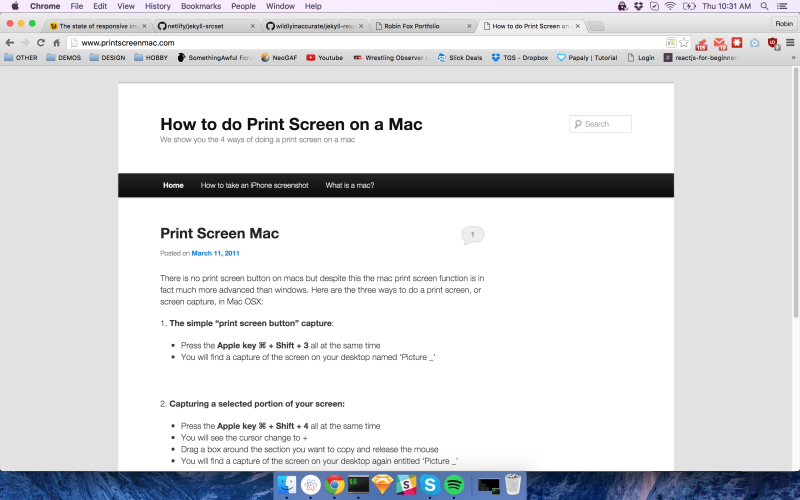 Chrome File Edit View History Bookmarks People Window Help Thu 10:31 AM
The state of responsive im netlify/jekyll-srcset wildlyinaccurate/jekyll-resp Robin Fox Portfolio How to do Print Screen on Robin
www.printscreenmac.com
OTHER DEMOS DESIGN HOBBY SomethingAwful For NeoGAF Youtube Wrestling Observer Slick Deals TGS - Dropbox Papaly | Tutorial Login reactjs-for-beginners »
How to do Print Screen on a Mac
We show you the 4 ways of doing a print screen on a mac
Search
Home How to take an iPhone screenshot What is a mac?
Print Screen Mac
1
Posted on March 11, 2011
There is no print screen button on macs but despite this the mac print screen function is in
fact much more advanced than windows. Here are the three ways to do a print screen, or
screen capture, in Mac OSX:
1. The simple “print screen button” capture:
Press the Apple key ⌘ + Shift + 3 all at the same time
You will find a capture of the screen on your desktop named ‘Picture _’
2. Capturing a selected portion of your screen:
Press the Apple key ⌘ + Shift + 4 all at the same time
You will see the cursor change to +
Drag a box around the section you want to copy and release the mouse
You will find a capture of the screen on your desktop again entitled ‘Picture _’